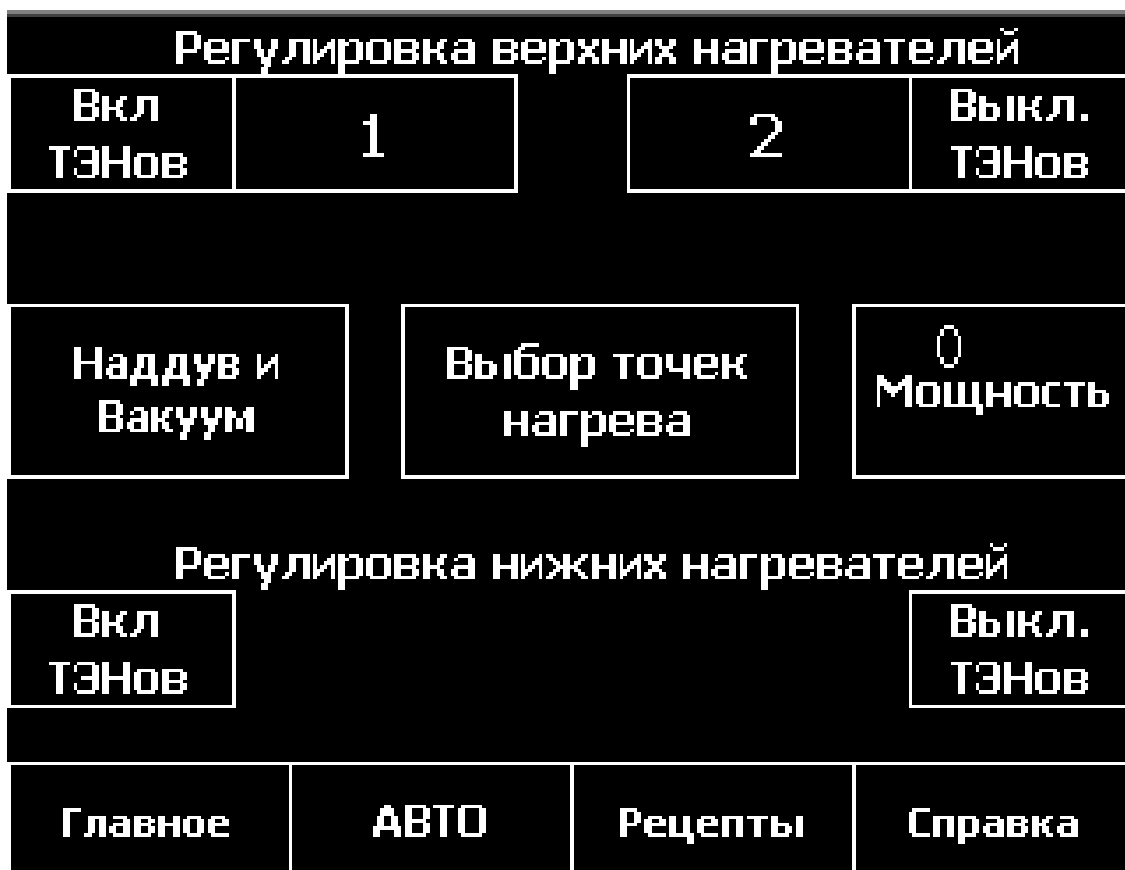 Регулировка верхних нагревателей
Вкл
ТЭНов
1
2
Выкл.
ТЭНов
Наддув и
Вакуум
Выбор точек
нагрева
0
Мощность
Регулировка нижних нагревателей
Вкл
ТЭНов
Выкл.
ТЭНов
Главное
АВТО
Рецепты
Справка